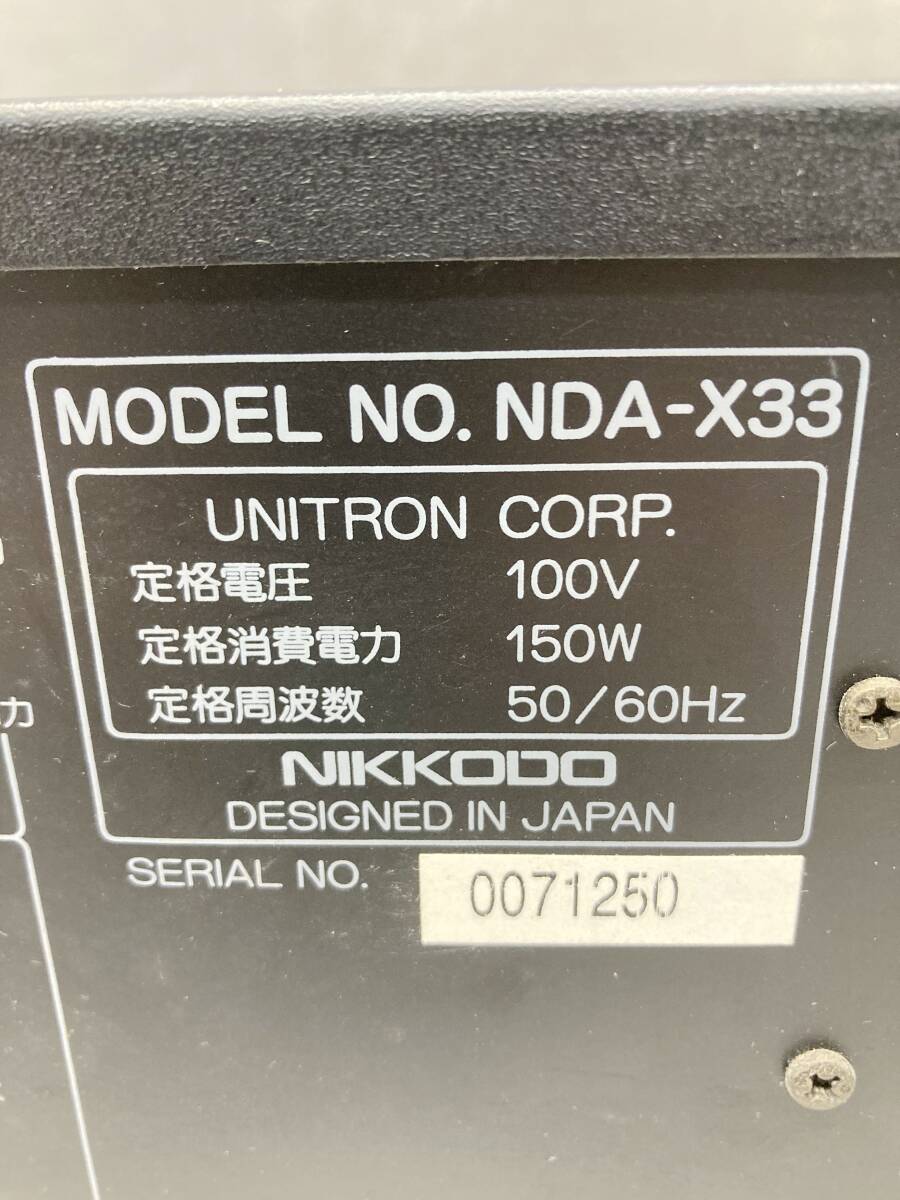 MODEL NO. NDA-X33
UNITRON CORP.
定格電圧 100V
定格消費電力 150W
定格周波数 50/60Hz
NIKKODO
DESIGNED IN JAPAN
SERIAL NO. 0071250
力